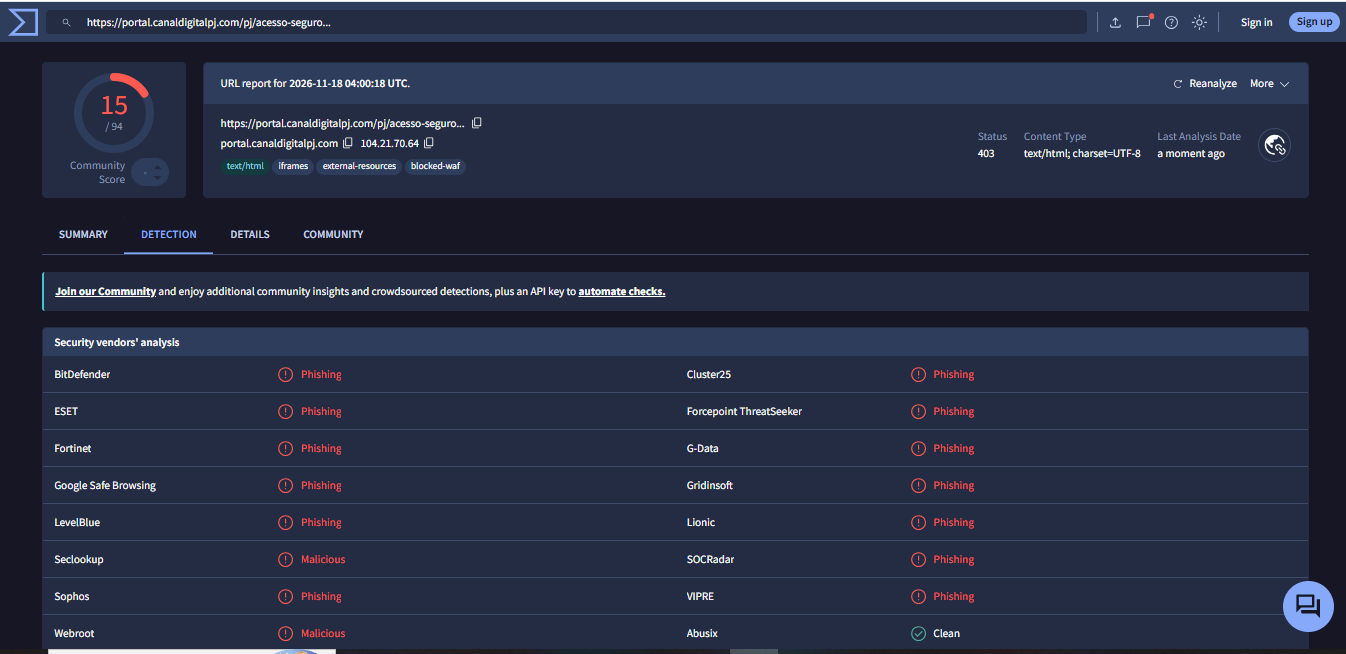 https://portal.canaldigitalpj.com/pj/acesso-seguro...
Sign in
Sign up
15
/ 94
Community
Score
URL report for 2026-11-18 04:00:18 UTC.
Reanalyze
More
https://portal.canaldigitalpj.com/pj/acesso-seguro...
portal.canaldigitalpj.com 104.21.70.64
text/html iframes external-resources blocked-waf
Status
403
Content Type
text/html; charset=UTF-8
Last Analysis Date
a moment ago
SUMMARY DETECTION DETAILS COMMUNITY
Join our Community and enjoy additional community insights and crowdsourced detections, plus an API key to automate checks.
Security vendors' analysis
BitDefender Phishing Cluster25 Phishing
ESET Phishing Forcepoint ThreatSeeker Phishing
Fortinet Phishing G-Data Phishing
Google Safe Browsing Phishing Gridinsoft Phishing
LevelBlue Phishing Lionic Phishing
Seclookup Malicious SOCRadar Phishing
Sophos Phishing VIPRE Phishing
Webroot Malicious Abusix Clean